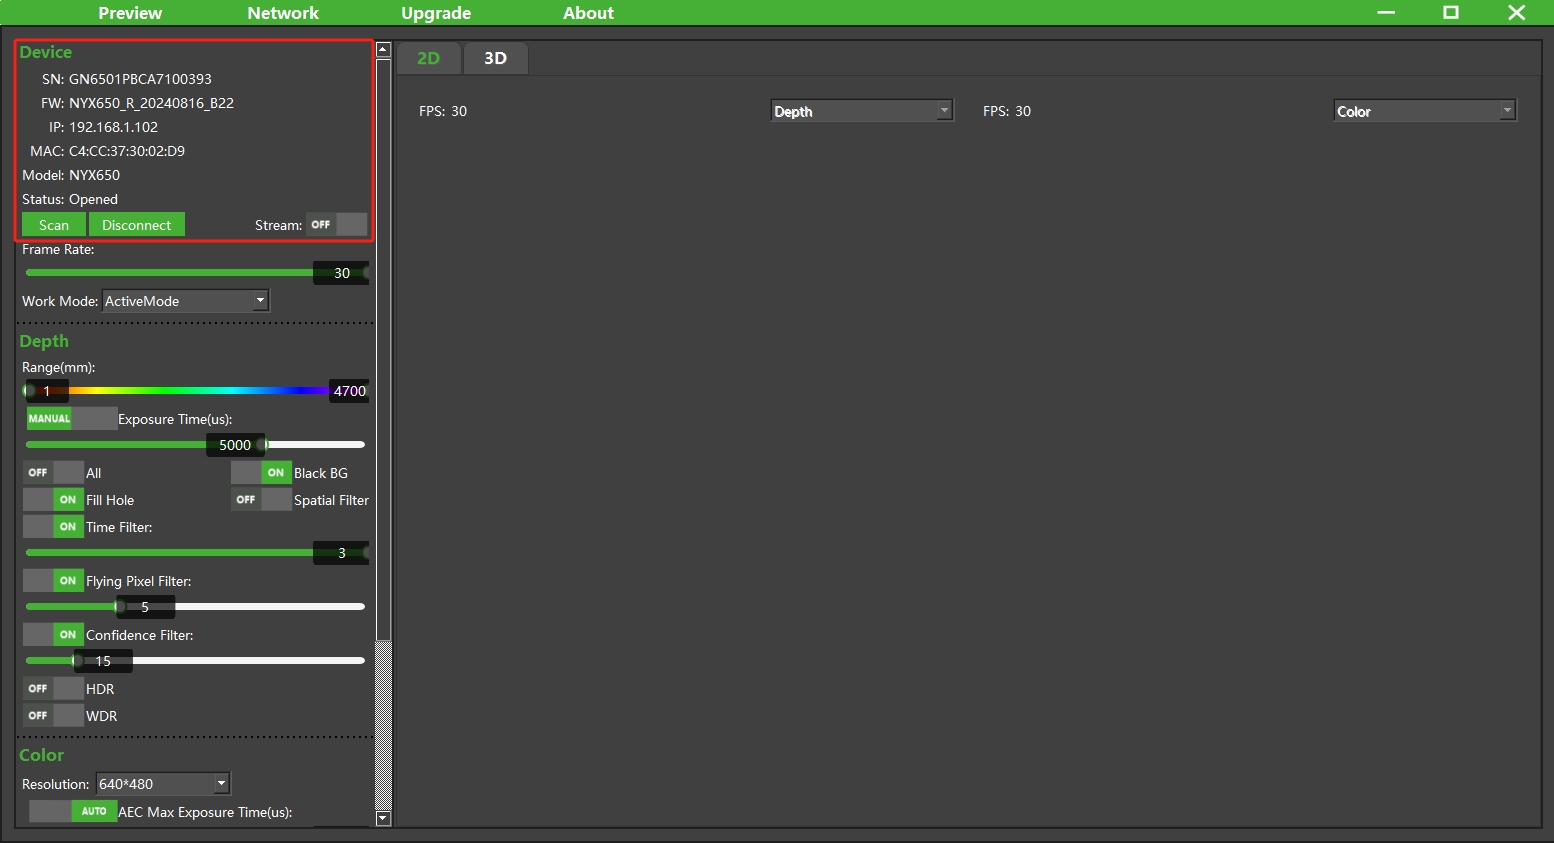 Preview Network Upgrade About
Device
SN: GN6501PBCA7100393
FW: NYX650_R_20240816_B22
IP: 192.168.1.102
MAC: C4:CC:37:30:02:D9
Model: NYX650
Status: Opened
Scan Disconnect Stream: OFF
Frame Rate:
30
Work Mode: ActiveMode
Depth
Range(mm):
1 4700
MANUAL Exposure Time(us):
5000
OFF All ON Black BG
ON Fill Hole OFF Spatial Filter
ON Time Filter:
3
ON Flying Pixel Filter:
5
ON Confidence Filter:
15
OFF HDR
OFF WDR
Color
Resolution: 640*480
AUTO AEC Max Exposure Time(us):
2D 3D
FPS: 30 Depth FPS: 30 Color